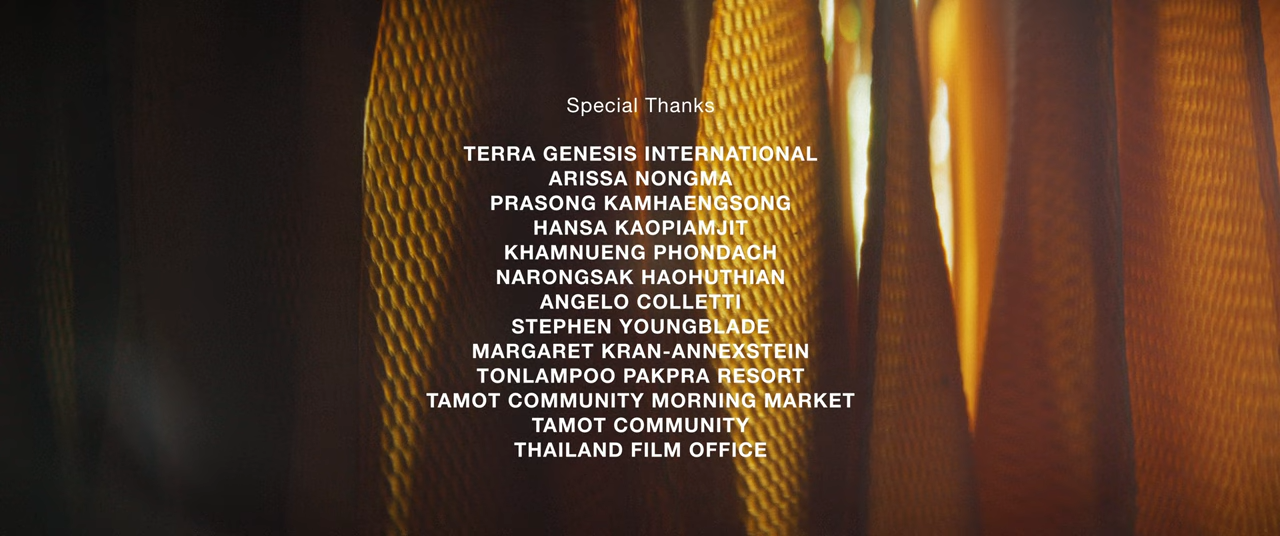 Special Thanks
TERRA GENESIS INTERNATIONAL
ARISSA NONGMA
PRASONG KAMHAENGSONG
HANSA KAOPIAMJIT
KHAMNUENG PHONDACH
NARONGSAK HAOHUTHIAN
ANGELO COLLETTI
STEPHEN YOUNGBLADE
MARGARET KRAN-ANNEXSTEIN
TONLAMPOO PAKPRA RESORT
TAMOT COMMUNITY MORNING MARKET
TAMOT COMMUNITY
THAILAND FILM OFFICE